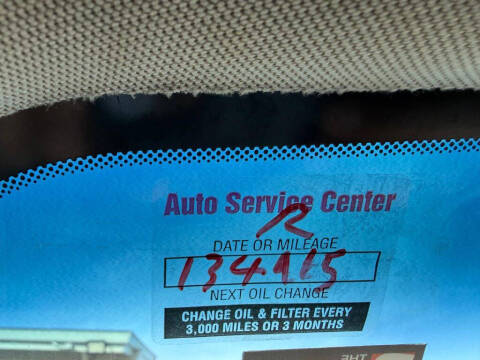 Auto Service Center
R
DATE OR MILEAGE
NEXT OIL CHANGE
CHANGE OIL & FILTER EVERY
3,000 MILES OR 3 MONTHS
THE